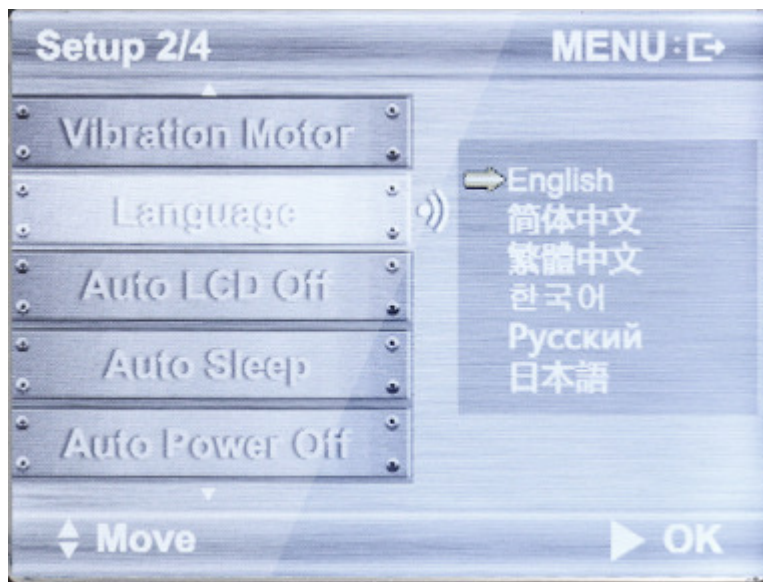 Setup 2/4
MENU:
Vibration Motor
Language
Auto LCD Off
Auto Sleep
Auto Power Off
English
简体中文
繁體中文
한국어
Русский
日本語
Move
OK